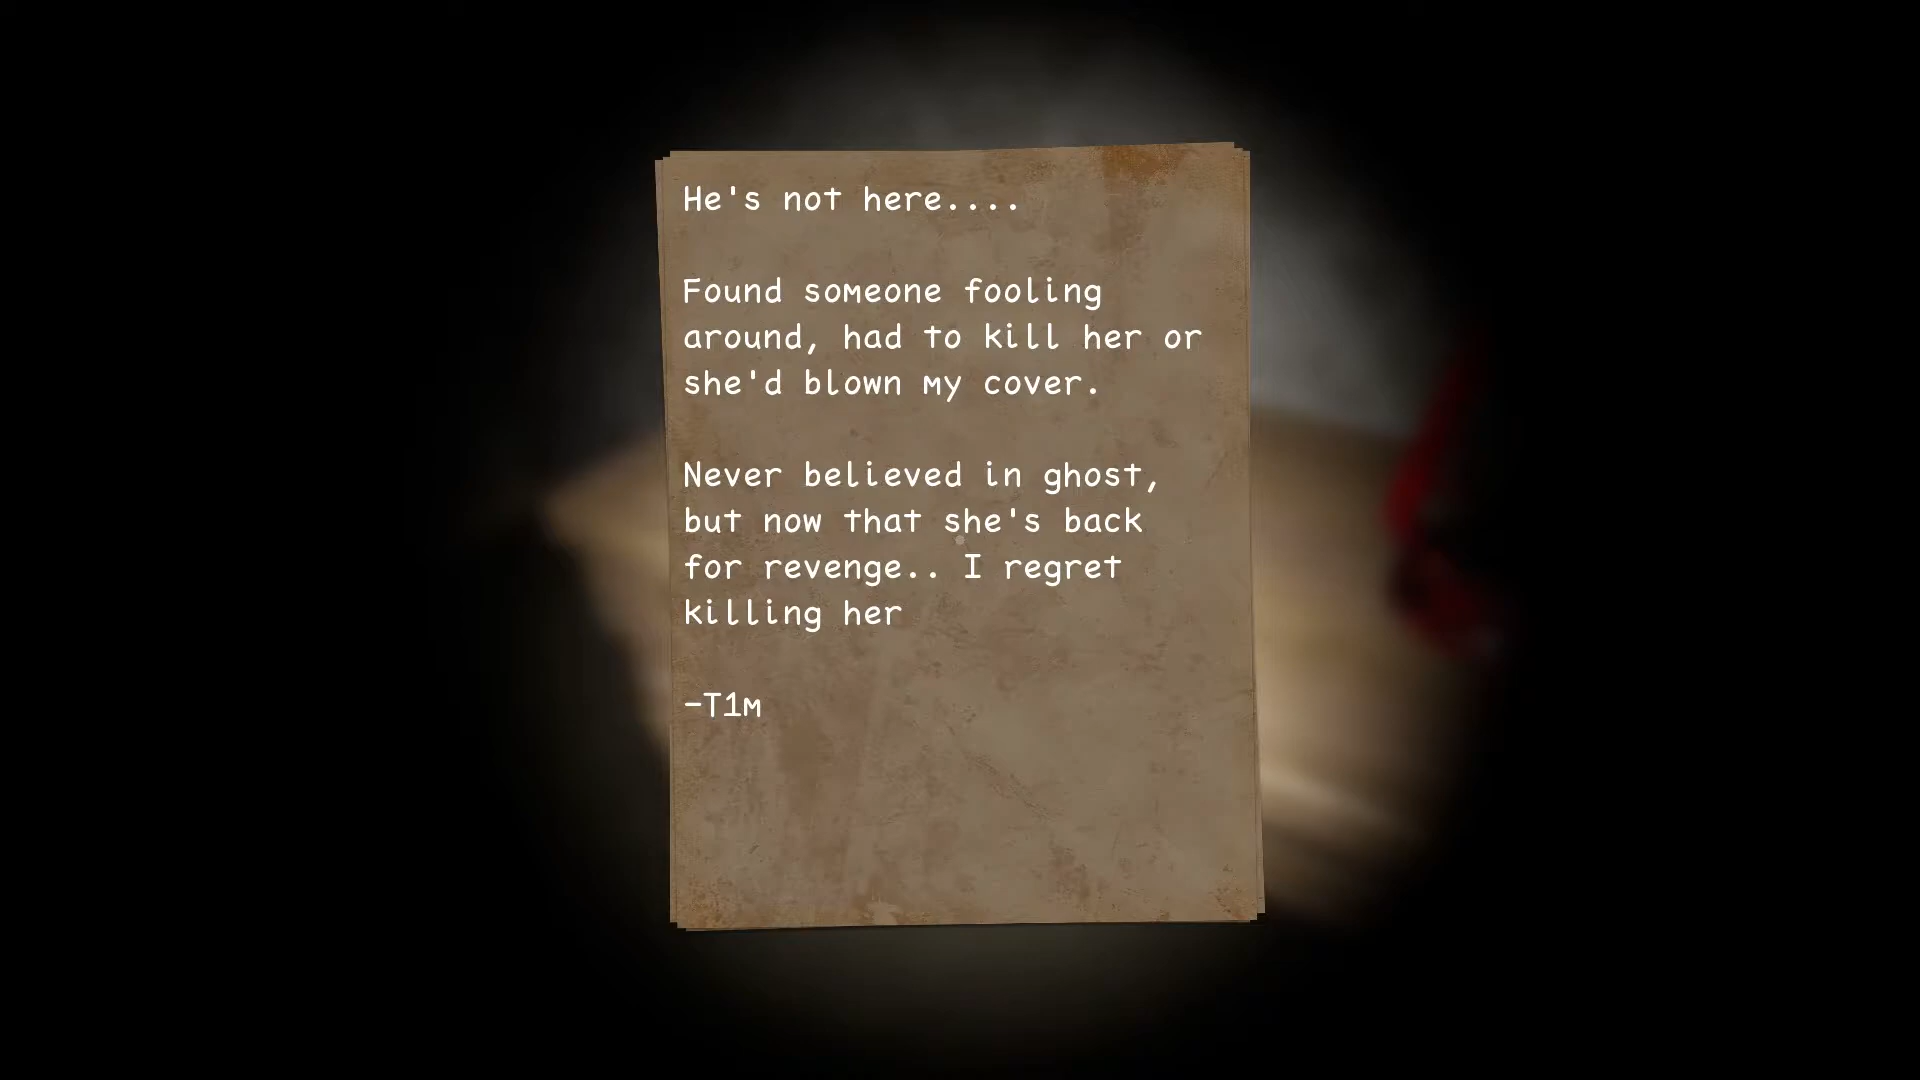 He's not here....
Found someone fooling
around, had to kill her or
she'd blown my cover.
Never believed in ghost,
but now that she's back
for revenge.. I regret
killing her
-T1m